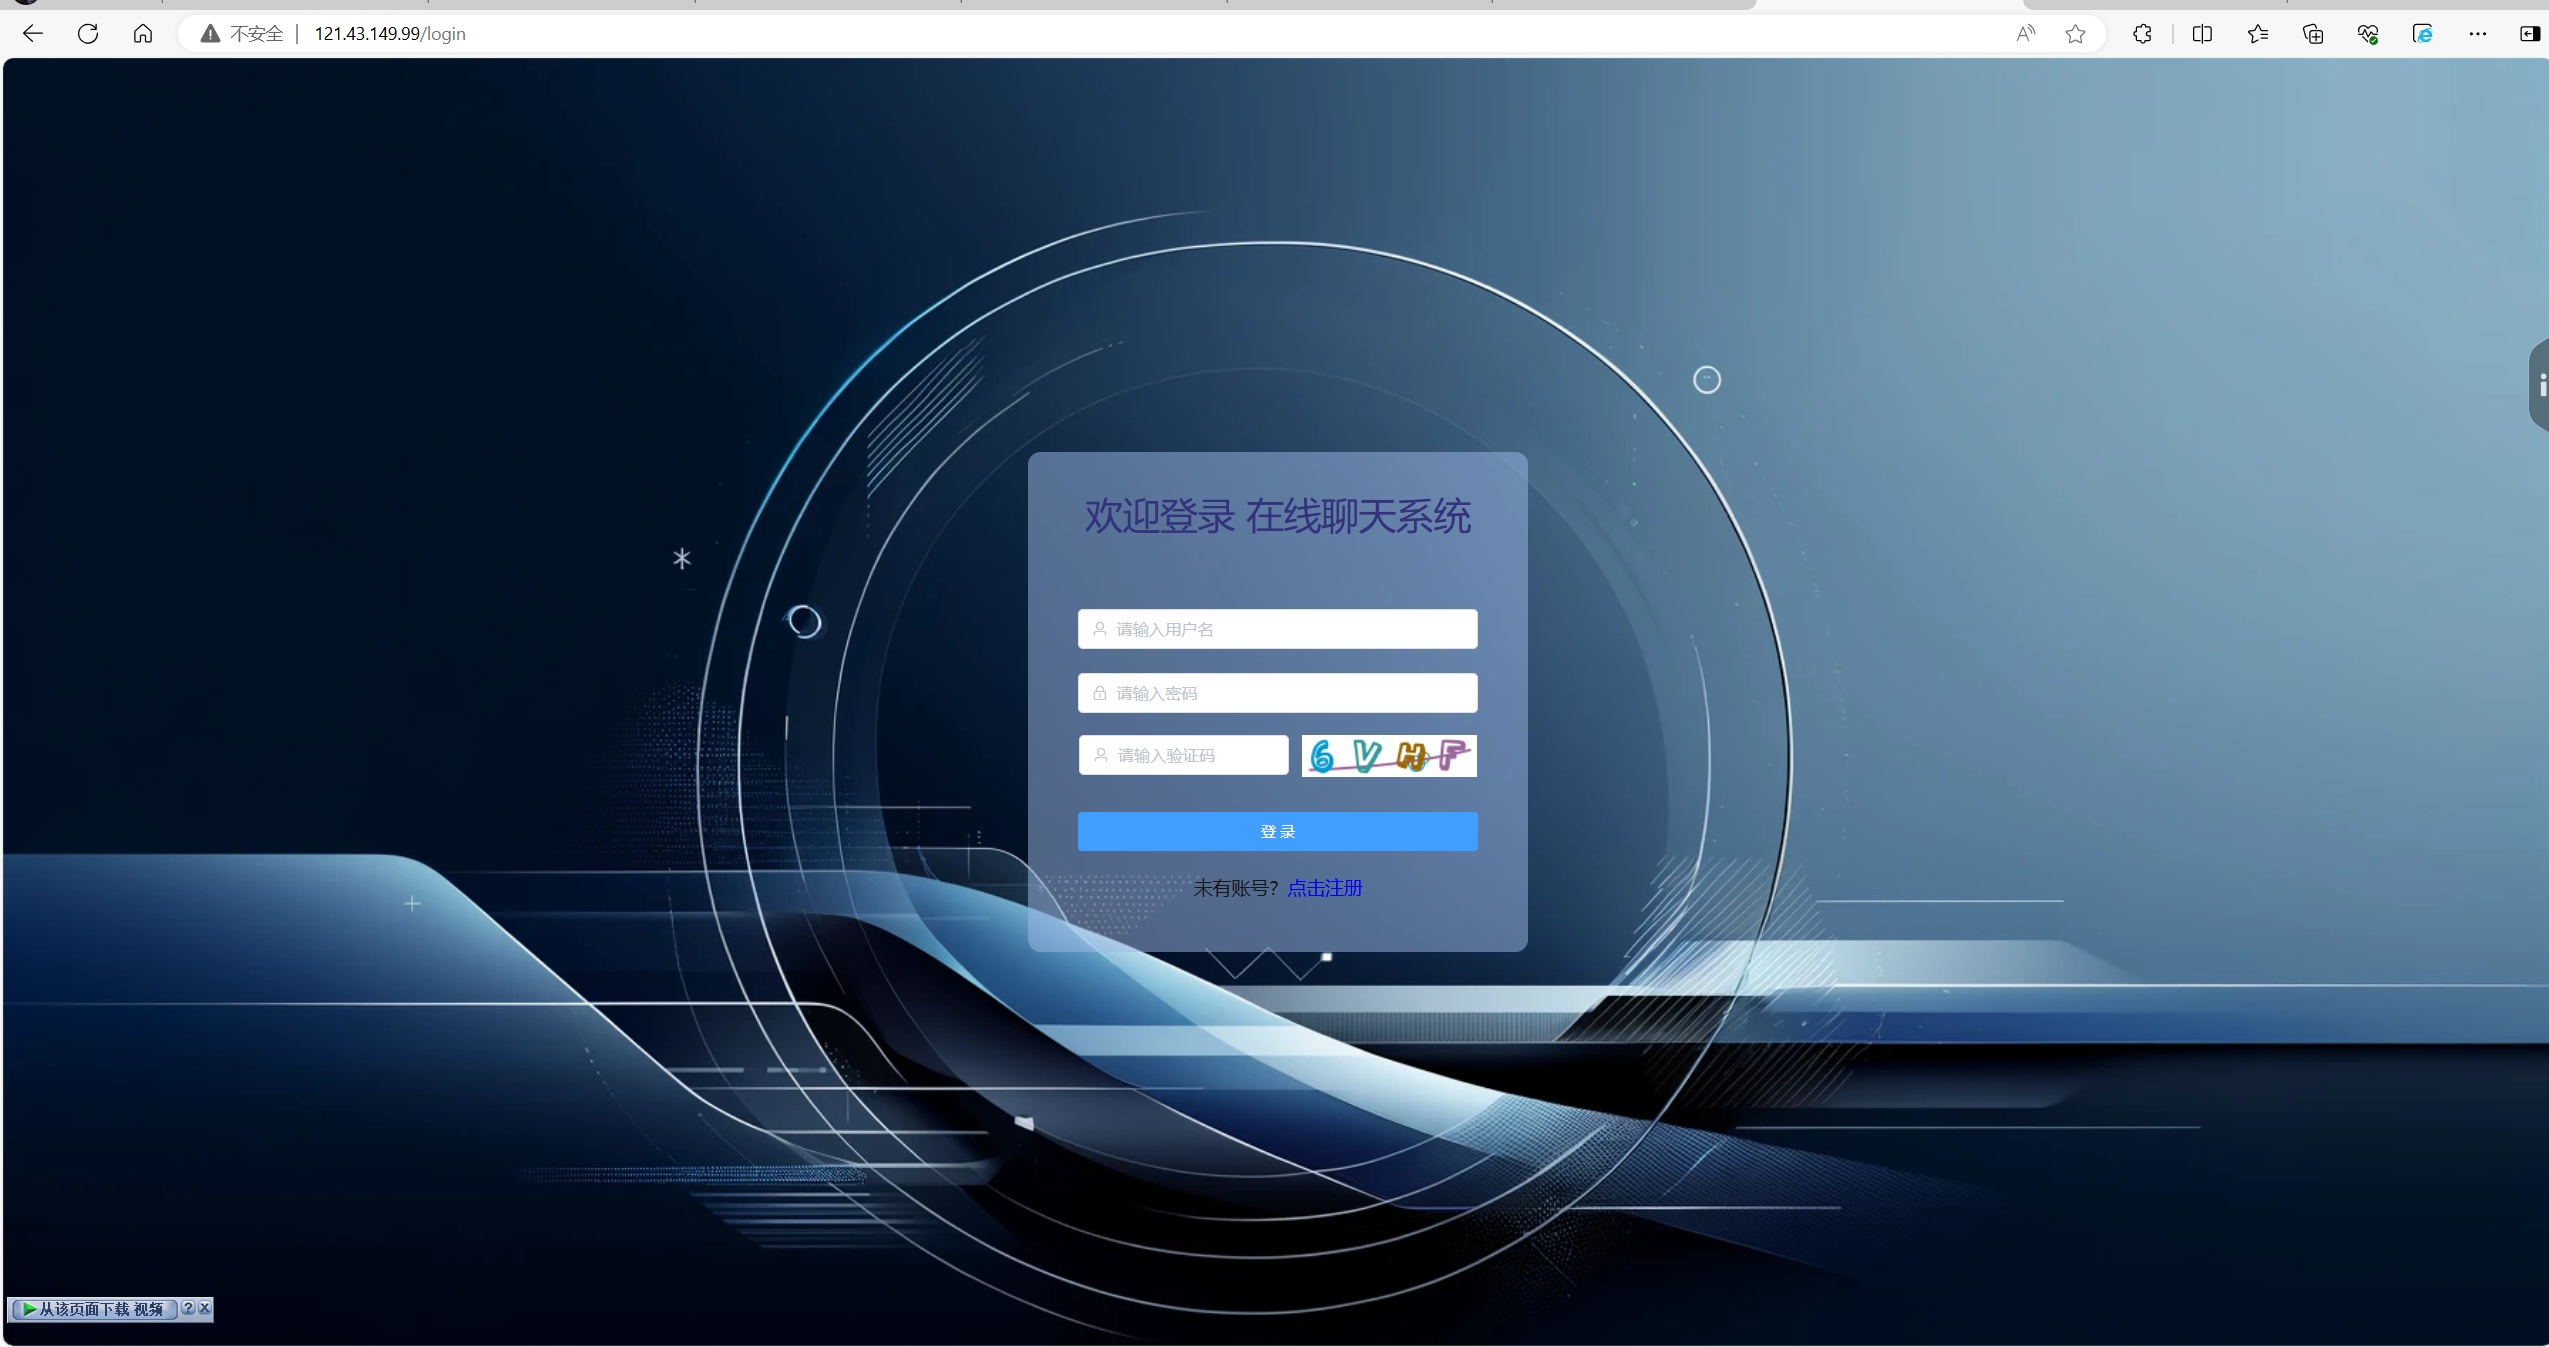 不安全 | 121.43.149.99/login
欢迎登录 在线聊天系统
请输入用户名
请输入密码
请输入验证码
6VHF
登录
未有账号？点击注册
从该页面下载 视频